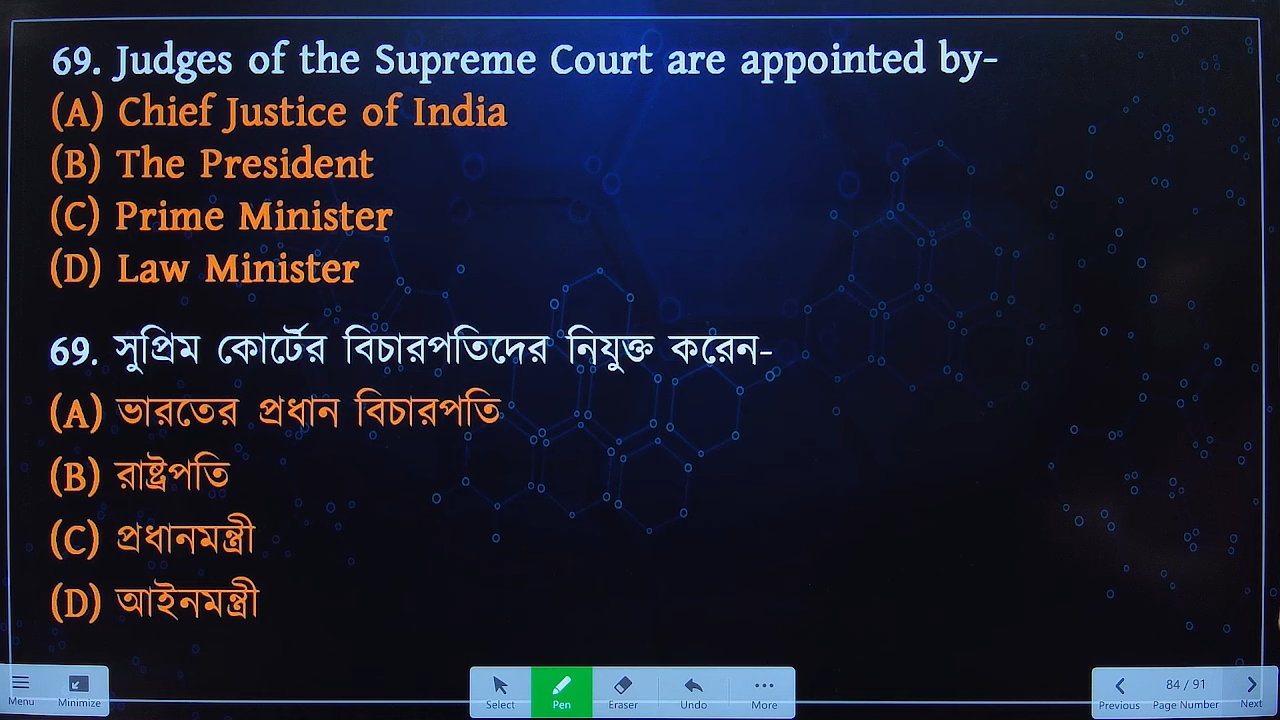 69. Judges of the Supreme Court are appointed by-
(A) Chief Justice of India
(B) The President
(C) Prime Minister
(D) Law Minister
69. সুপ্রিম কোর্টের বিচারপতিদের নিযুক্ত করেন-
(A) ভারতের প্রধান বিচারপতি
(B) রাষ্ট্রপতি
(C) প্রধানমন্ত্রী
(D) আইনমন্ত্রী
Menu Minimize Select Pen Eraser Undo More Previous 84 / 91 Page Number Next